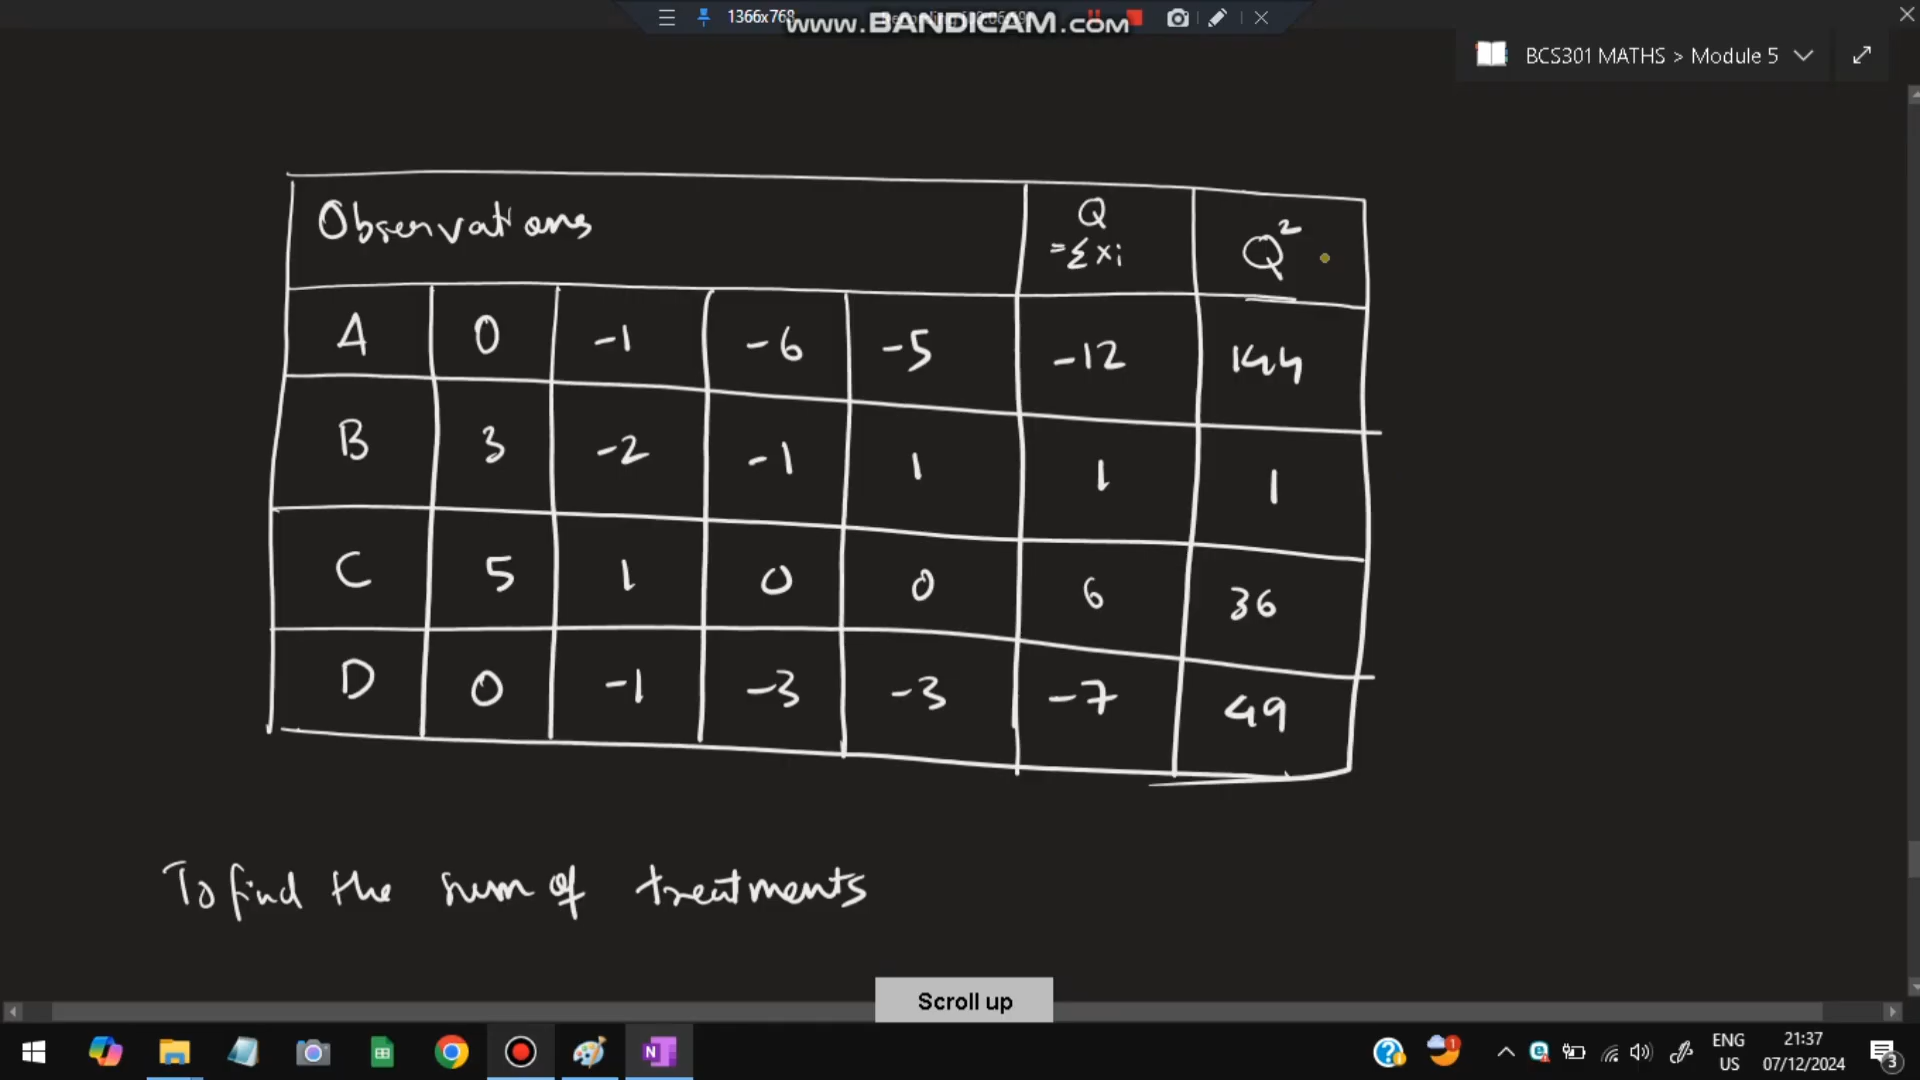 1366x768
www.BANDICAM.com
BCS301 MATHS > Module 5
Observations Q =Σxi Q²
A 0 -1 -6 -5 -12 144
B 3 -2 -1 1 1 1
C 5 1 0 0 6 36
D 0 -1 -3 -3 -7 49
To find the sum of treatments
Scroll up
ENG 21:37
US 07/12/2024 3